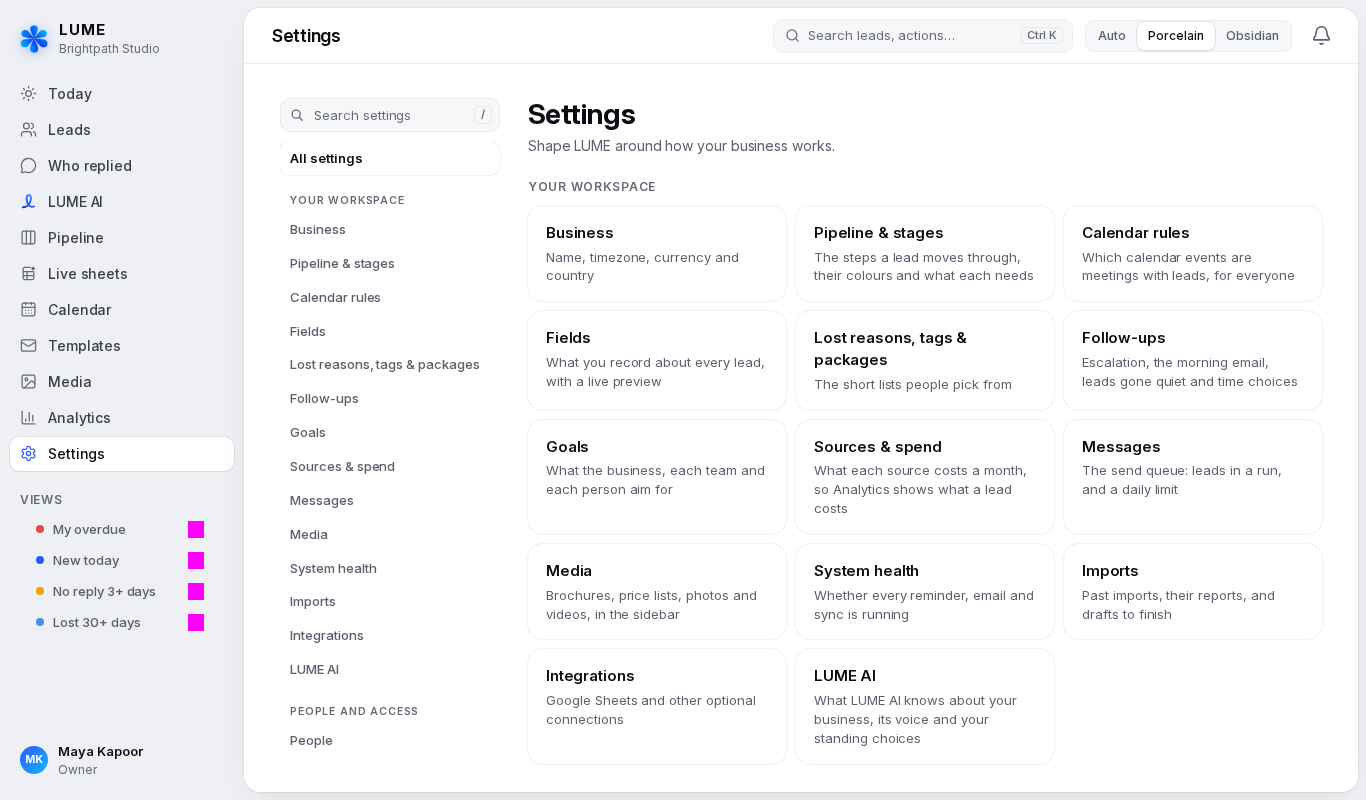 LUME
Brightpath Studio
Today
Leads
Who replied
LUME AI
Pipeline
Live sheets
Calendar
Templates
Media
Analytics
Settings
VIEWS
My overdue
New today
No reply 3+ days
Lost 30+ days
MK
Maya Kapoor
Owner
Settings
Search leads, actions…
Ctrl K
Auto
Porcelain
Obsidian
Search settings
/
All settings
YOUR WORKSPACE
Business
Pipeline & stages
Calendar rules
Fields
Lost reasons, tags & packages
Follow-ups
Goals
Sources & spend
Messages
Media
System health
Imports
Integrations
LUME AI
PEOPLE AND ACCESS
People
Settings
Shape LUME around how your business works.
YOUR WORKSPACE
Business
Name, timezone, currency and
country
Pipeline & stages
The steps a lead moves through,
their colours and what each needs
Calendar rules
Which calendar events are
meetings with leads, for everyone
Fields
What you record about every lead,
with a live preview
Lost reasons, tags &
packages
The short lists people pick from
Follow-ups
Escalation, the morning email,
leads gone quiet and time choices
Goals
What the business, each team and
each person aim for
Sources & spend
What each source costs a month,
so Analytics shows what a lead
costs
Messages
The send queue: leads in a run,
and a daily limit
Media
Brochures, price lists, photos and
videos, in the sidebar
System health
Whether every reminder, email and
sync is running
Imports
Past imports, their reports, and
drafts to finish
Integrations
Google Sheets and other optional
connections
LUME AI
What LUME AI knows about your
business, its voice and your
standing choices